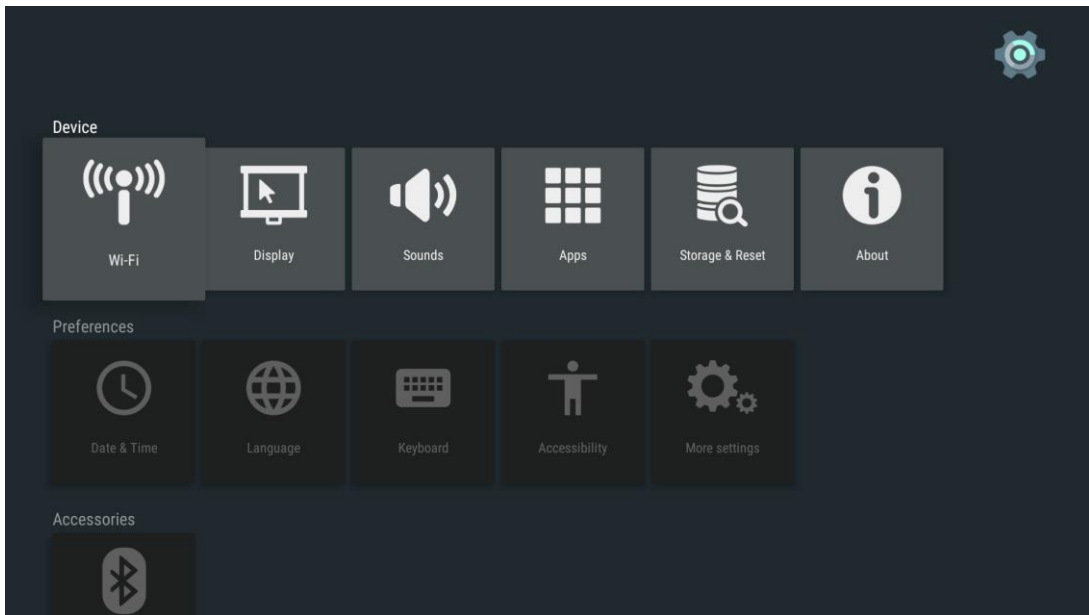 Device
Wi-Fi
Display
Sounds
Apps
Storage & Reset
About
Preferences
Date & Time
Language
Keyboard
Accessibility
More settings
Accessories